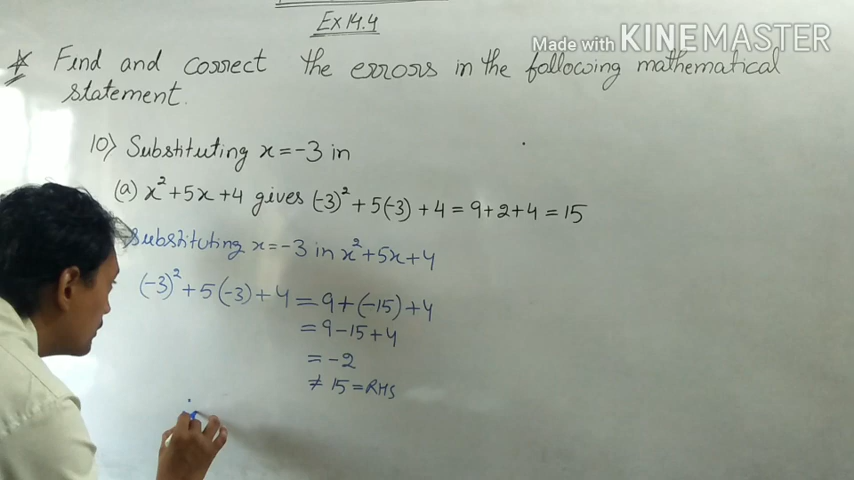 Ex 14.4
Made with KINEMASTER
* Find and correct the errors in the following mathematical
statement.
10) Substituting x = -3 in
(a) x² + 5x + 4 gives (-3)² + 5(-3) + 4 = 9 + 2 + 4 = 15
Substituting x = -3 in x² + 5x + 4
(-3)² + 5(-3) + 4 = 9 + (-15) + 4
= 9 - 15 + 4
= -2
≠ 15 = RHS